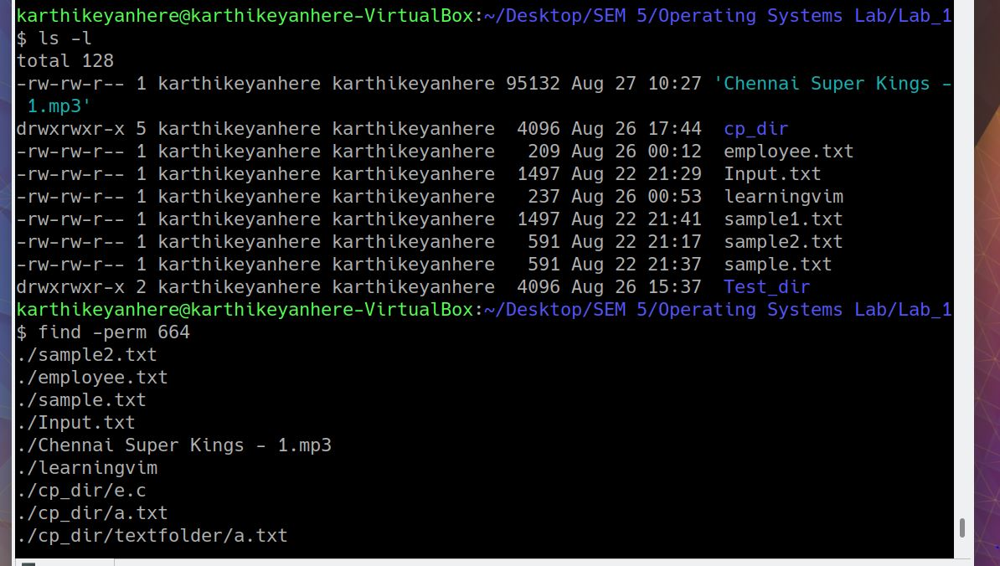 karthikeyanhere@karthikeyanhere-VirtualBox:~/Desktop/SEM 5/Operating Systems Lab/Lab_1
$ ls -l
total 128
-rw-rw-r-- 1 karthikeyanhere karthikeyanhere 95132 Aug 27 10:27 'Chennai Super Kings -
 1.mp3'
drwxrwxr-x 5 karthikeyanhere karthikeyanhere  4096 Aug 26 17:44  cp_dir
-rw-rw-r-- 1 karthikeyanhere karthikeyanhere   209 Aug 26 00:12  employee.txt
-rw-rw-r-- 1 karthikeyanhere karthikeyanhere  1497 Aug 22 21:29  Input.txt
-rw-rw-r-- 1 karthikeyanhere karthikeyanhere   237 Aug 26 00:53  learningvim
-rw-rw-r-- 1 karthikeyanhere karthikeyanhere  1497 Aug 22 21:41  sample1.txt
-rw-rw-r-- 1 karthikeyanhere karthikeyanhere   591 Aug 22 21:17  sample2.txt
-rw-rw-r-- 1 karthikeyanhere karthikeyanhere   591 Aug 22 21:37  sample.txt
drwxrwxr-x 2 karthikeyanhere karthikeyanhere  4096 Aug 26 15:37  Test_dir
karthikeyanhere@karthikeyanhere-VirtualBox:~/Desktop/SEM 5/Operating Systems Lab/Lab_1
$ find -perm 664
./sample2.txt
./employee.txt
./sample.txt
./Input.txt
./Chennai Super Kings - 1.mp3
./learningvim
./cp_dir/e.c
./cp_dir/a.txt
./cp_dir/textfolder/a.txt